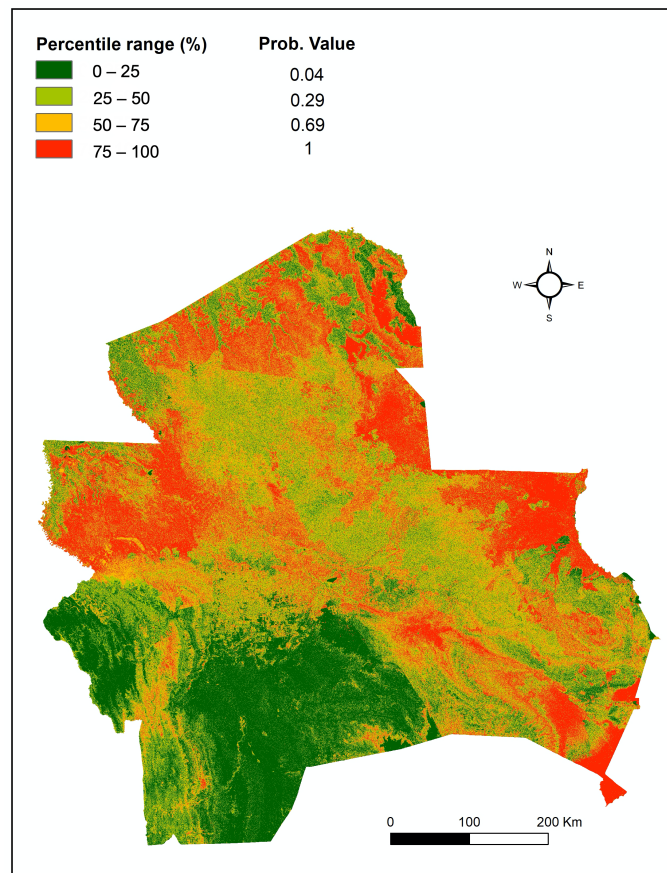 Percentile range (%) Prob. Value
0 – 25 0.04
25 – 50 0.29
50 – 75 0.69
75 – 100 1
N
W E
S
0 100 200 Km